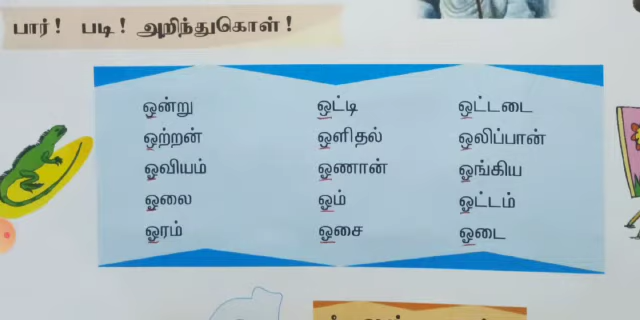 பார்! படி! அறிந்துகொள்!
ஒன்று ஒட்டி ஒட்டடை
ஒற்றன் ஒளிதல் ஒலிப்பான்
ஓவியம் ஓணான் ஓங்கிய
ஓலை ஓம் ஓட்டம்
ஓரம் ஓசை ஓடை